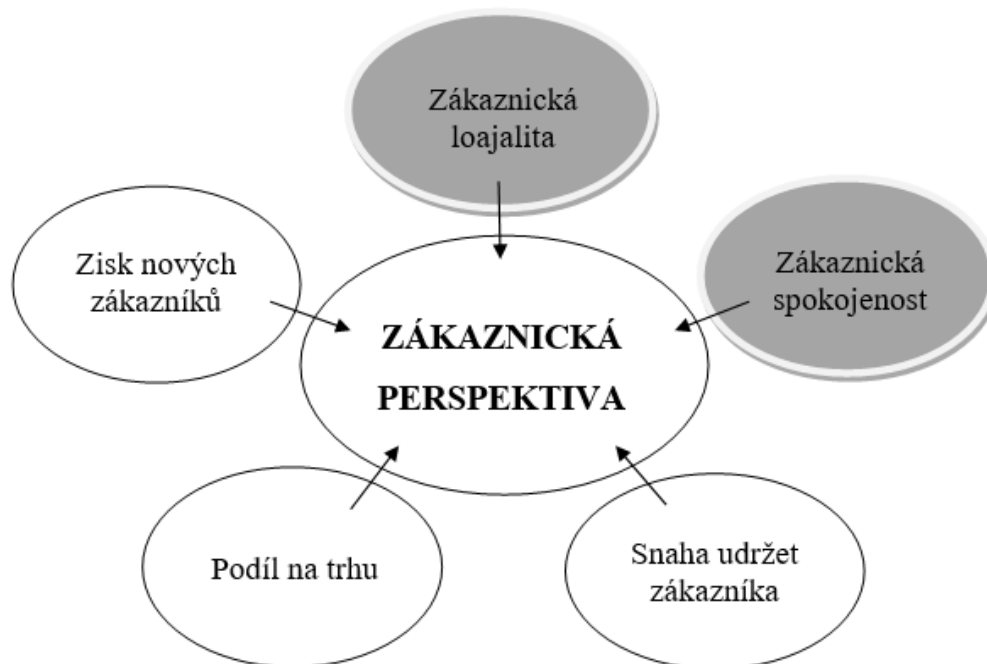 Zákaznická
loajalita
Zisk nových
zákazníků
Zákaznická
spokojenost
ZÁKAZNICKÁ
PERSPEKTIVA
Podíl na trhu
Snaha udržet
zákazníka